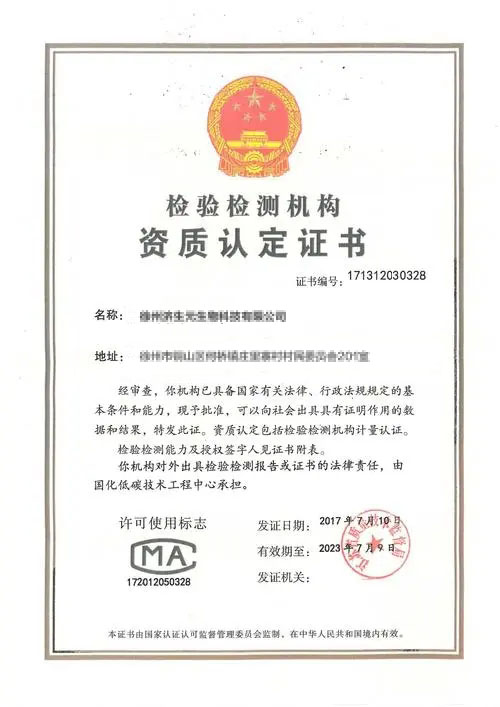 检验检测机构
资质认定证书
证书编号：171312030328
名称：
地址：
经审查，你机构已具备国家有关法律、行政法规规定的基
本条件和能力，现予批准，可以向社会出具具有证明作用的数
据和结果，特发此证。资质认定包括检验检测机构计量认证。
检验检测能力及授权签字人见证书附表。
你机构对外出具检验检测报告或证书的法律责任，由
国化低碳技术工程中心承担。
许可使用标志
MA
172012050328
发证日期：2017年7月10日
有效期至：2023年7月9日
发证机关：
江苏省质量技术监督局
本证书由国家认证认可监督管理委员会监制，在中华人民共和国境内有效。